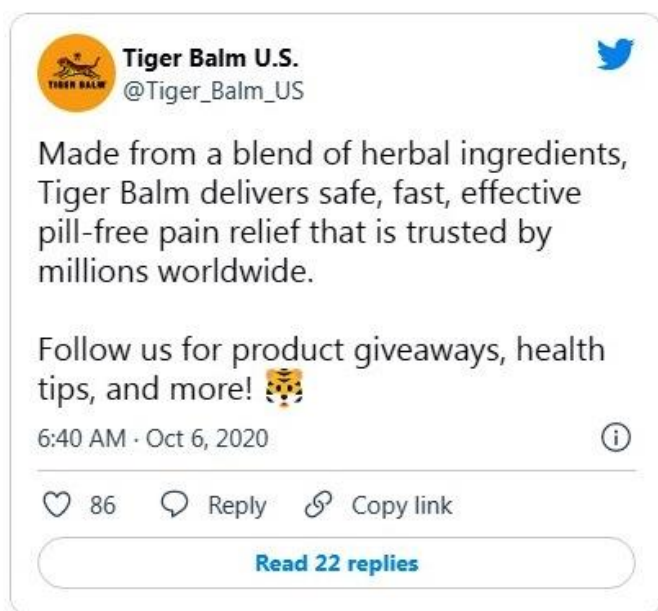 Tiger Balm U.S.
TIGER BALM
@Tiger_Balm_US
Made from a blend of herbal ingredients,
Tiger Balm delivers safe, fast, effective
pill-free pain relief that is trusted by
millions worldwide.
Follow us for product giveaways, health
tips, and more! 🐯
6:40 AM · Oct 6, 2020
86 Reply Copy link
Read 22 replies